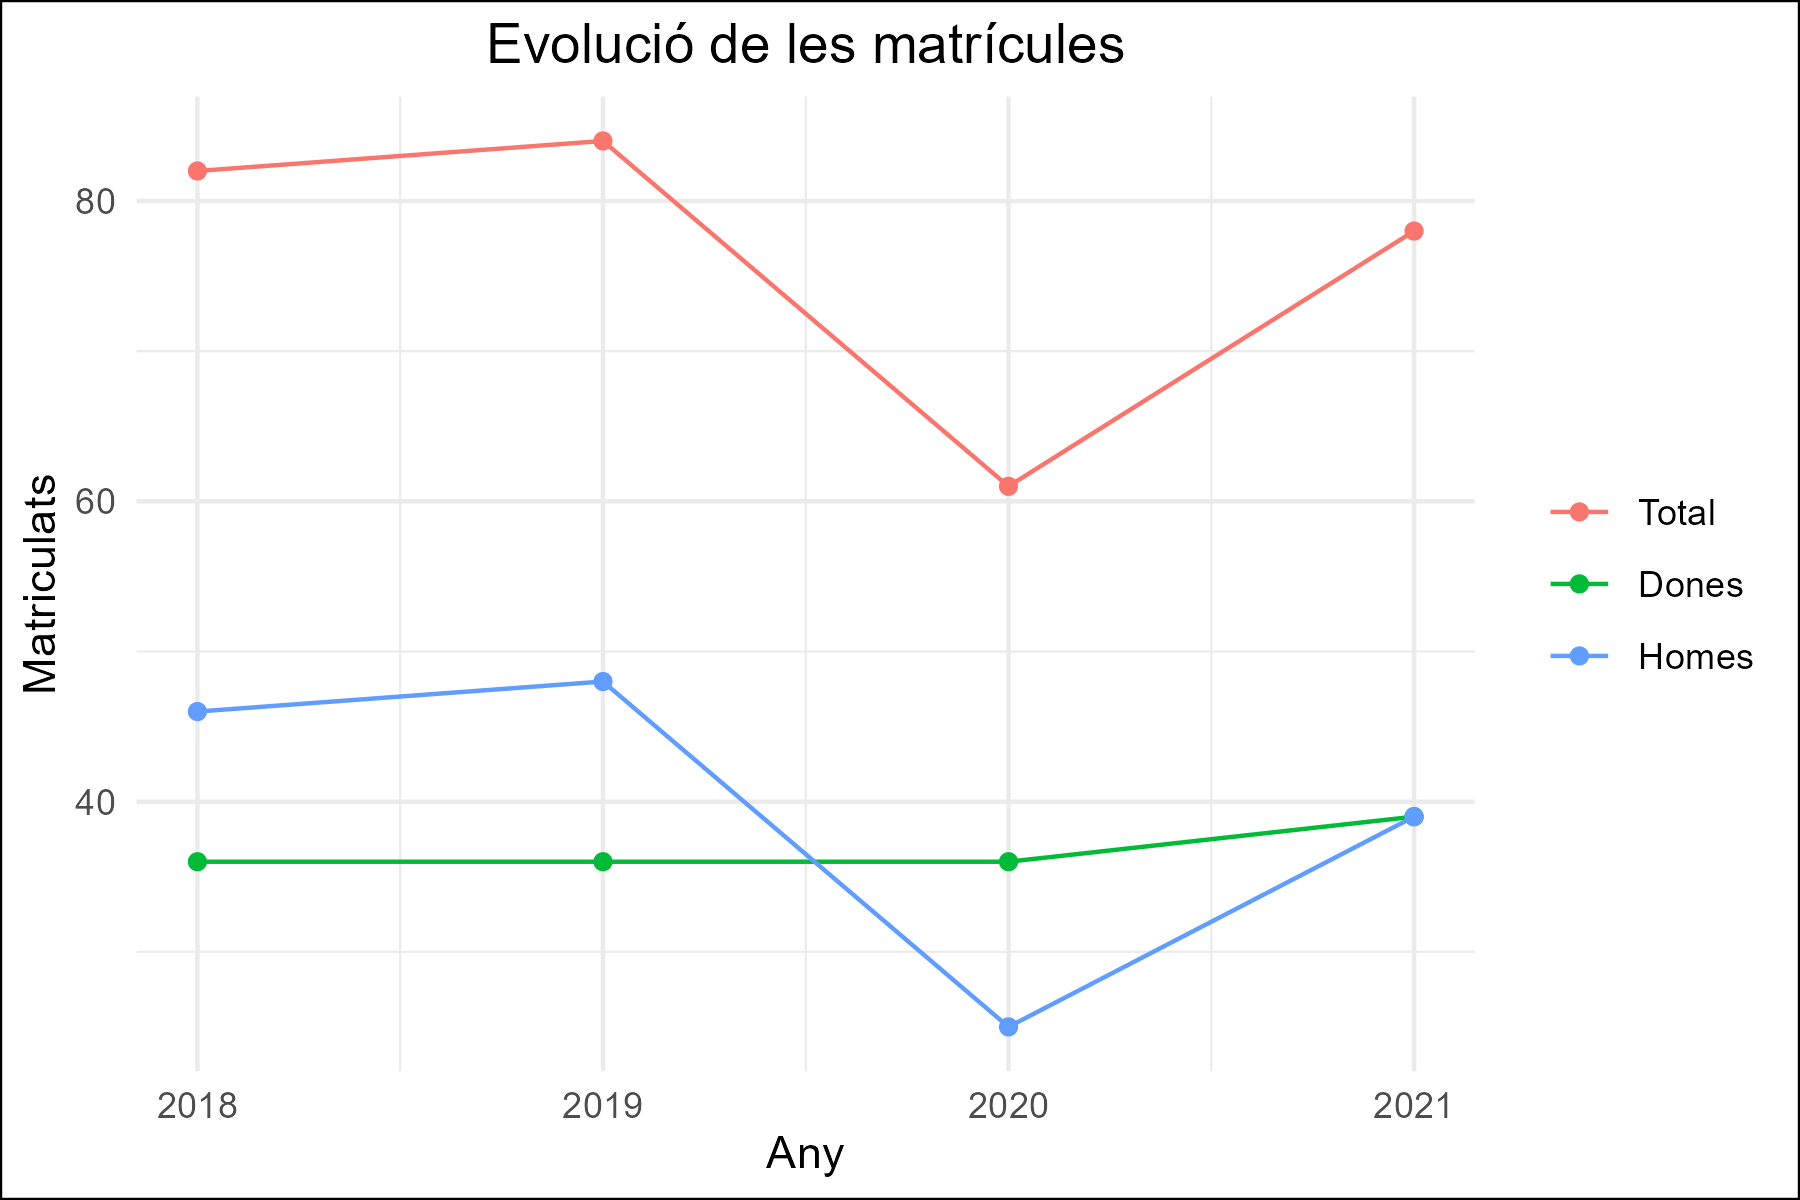 Evolució de les matrícules
Matriculats
80
60
40
2018 2019 2020 2021
Any
Total
Dones
Homes